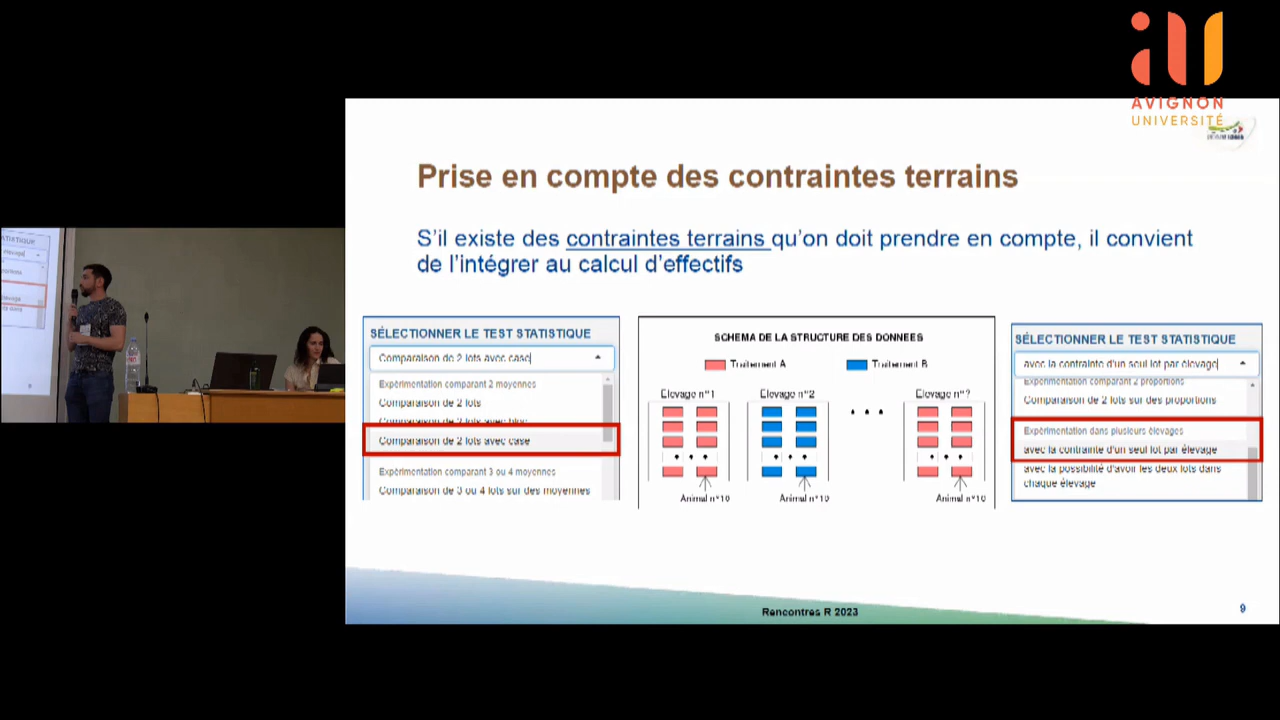 AVIGNON
UNIVERSITÉ
Prise en compte des contraintes terrains
S'il existe des contraintes terrains qu'on doit prendre en compte, il convient
de l'intégrer au calcul d'effectifs
SÉLECTIONNER LE TEST STATISTIQUE
Comparaison de 2 lots avec case
Expérimentation comparant 2 moyennes
Comparaison de 2 lots
Comparaison de 2 lots avec bloc
Comparaison de 2 lots avec case
Expérimentation comparant 3 ou 4 moyennes
Comparaison de 3 ou 4 lots sur des moyennes
SCHEMA DE LA STRUCTURE DES DONNEES
Traitement A
Traitement B
Elevage n°1
Elevage n°2
Elevage n°?
Animal n°10
Animal n°10
Animal n°10
SÉLECTIONNER LE TEST STATISTIQUE
avec la contrainte d'un seul lot par élevage
Expérimentation comparant 2 proportions
Comparaison de 2 lots sur des proportions
Expérimentation dans plusieurs élevages
avec la contrainte d'un seul lot par élevage
avec la possibilité d'avoir les deux lots dans
chaque élevage
Rencontres R 2023
9